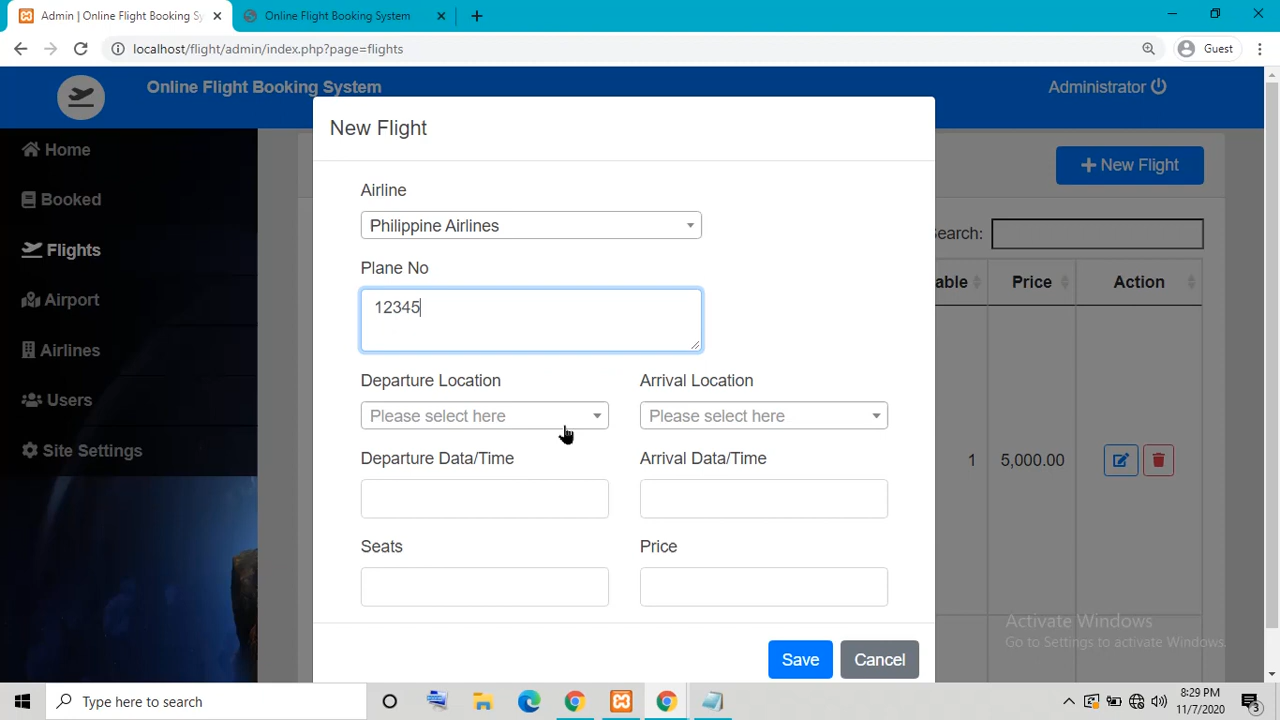 Admin | Online Flight Booking Sy
Online Flight Booking System
localhost/flight/admin/index.php?page=flights
Guest
Online Flight Booking System
Administrator
Home
Booked
Flights
Airport
Airlines
Users
Site Settings
New Flight
New Flight
earch:
able
Price
Action
1
5,000.00
Airline
Philippine Airlines
Plane No
12345
Departure Location
Arrival Location
Please select here
Please select here
Departure Data/Time
Arrival Data/Time
Seats
Price
Save
Cancel
Activate Windows
Go to Settings to activate Windows.
Type here to search
8:29 PM
11/7/2020
3